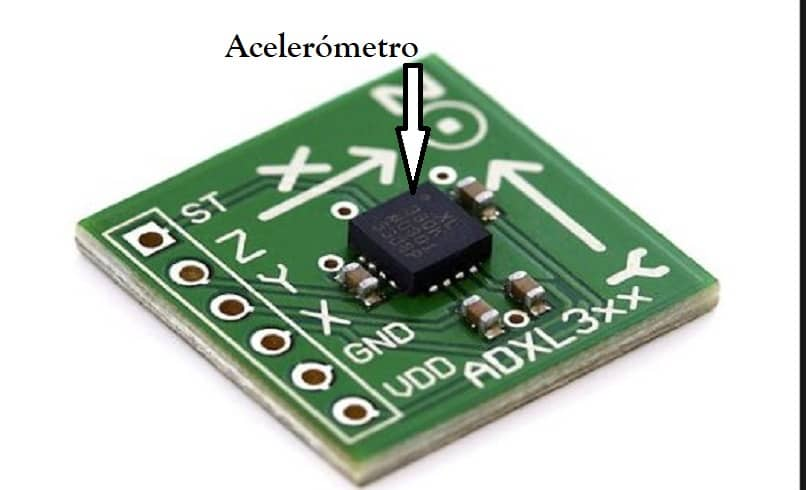 Acelerómetro
Z
X
ST
Z
Y
X
GND
VDD
Y
ADXL3xx